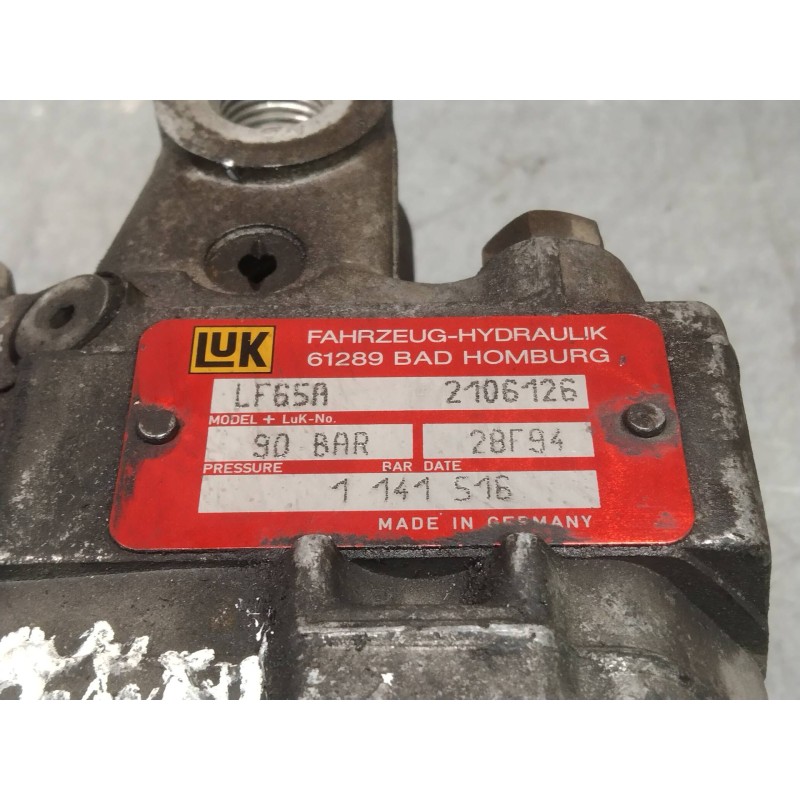 LuK
FAHRZEUG-HYDRAULIK
61289 BAD HOMBURG
LF65A 2106126
MODEL + LuK-No.
90 BAR 28F94
PRESSURE BAR DATE
1 141 516
MADE IN GERMANY